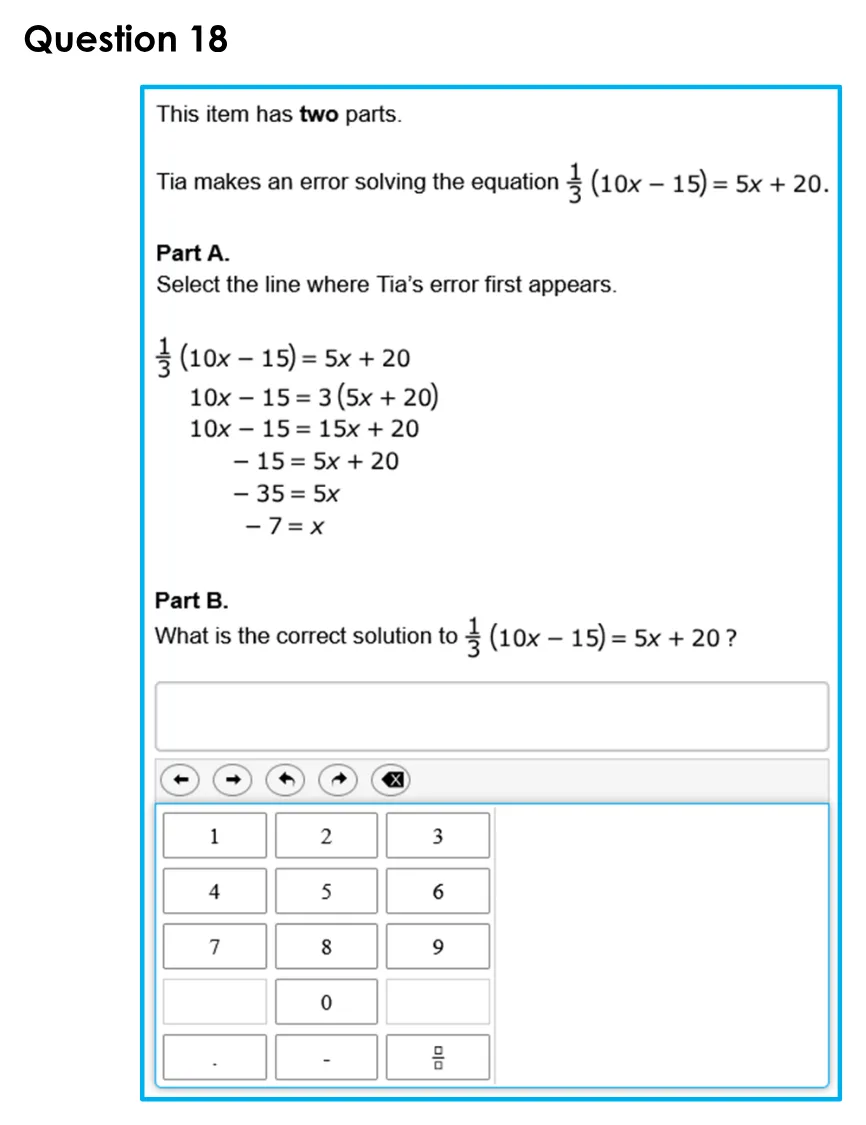 Question 18
This item has two parts.
Tia makes an error solving the equation 1/3 (10x − 15) = 5x + 20.
Part A.
Select the line where Tia's error first appears.
1/3 (10x − 15) = 5x + 20
10x − 15 = 3 (5x + 20)
10x − 15 = 15x + 20
− 15 = 5x + 20
− 35 = 5x
− 7 = x
Part B.
What is the correct solution to 1/3 (10x − 15) = 5x + 20 ?
1 2 3
4 5 6
7 8 9
0
. -